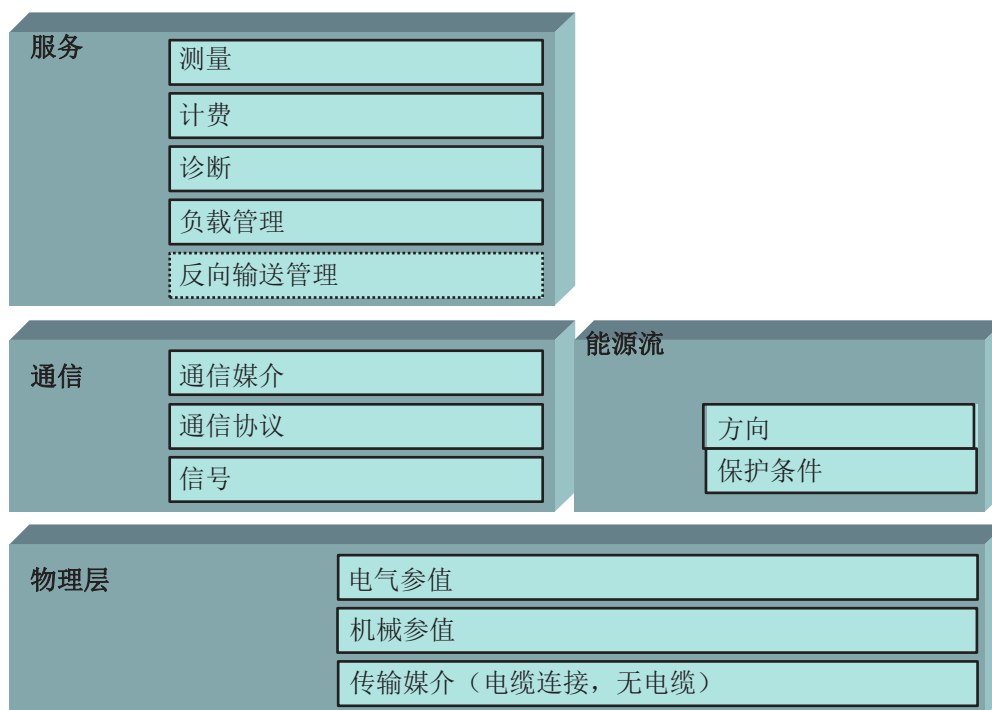 服务
测量
计费
诊断
负载管理
反向输送管理
通信
通信媒介
通信协议
信号
能源流
方向
保护条件
物理层
电气参值
机械参值
传输媒介（电缆连接，无电缆）